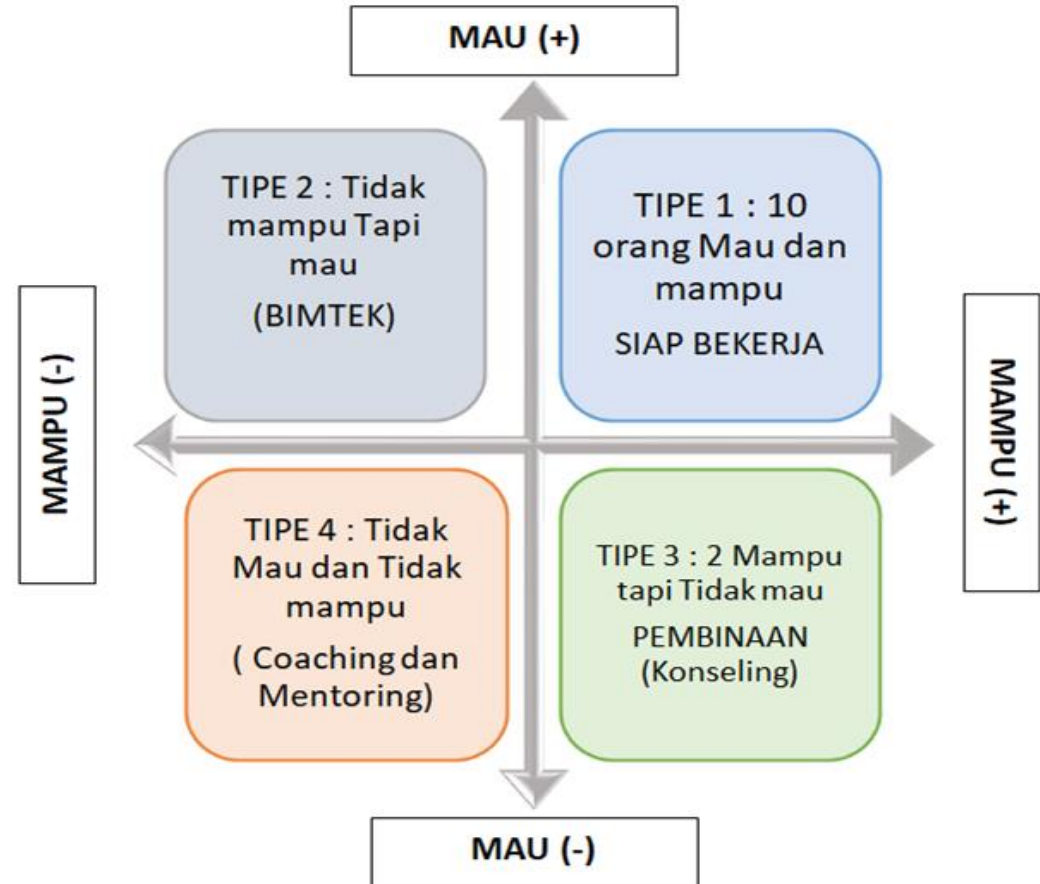 MAU (+)
TIPE 2 : Tidak
mampu Tapi
mau
(BIMTEK)
TIPE 1 : 10
orang Mau dan
mampu
SIAP BEKERJA
MAMPU (-)
MAMPU (+)
TIPE 4 : Tidak
Mau dan Tidak
mampu
( Coaching dan
Mentoring)
TIPE 3 : 2 Mampu
tapi Tidak mau
PEMBINAAN
(Konseling)
MAU (-)